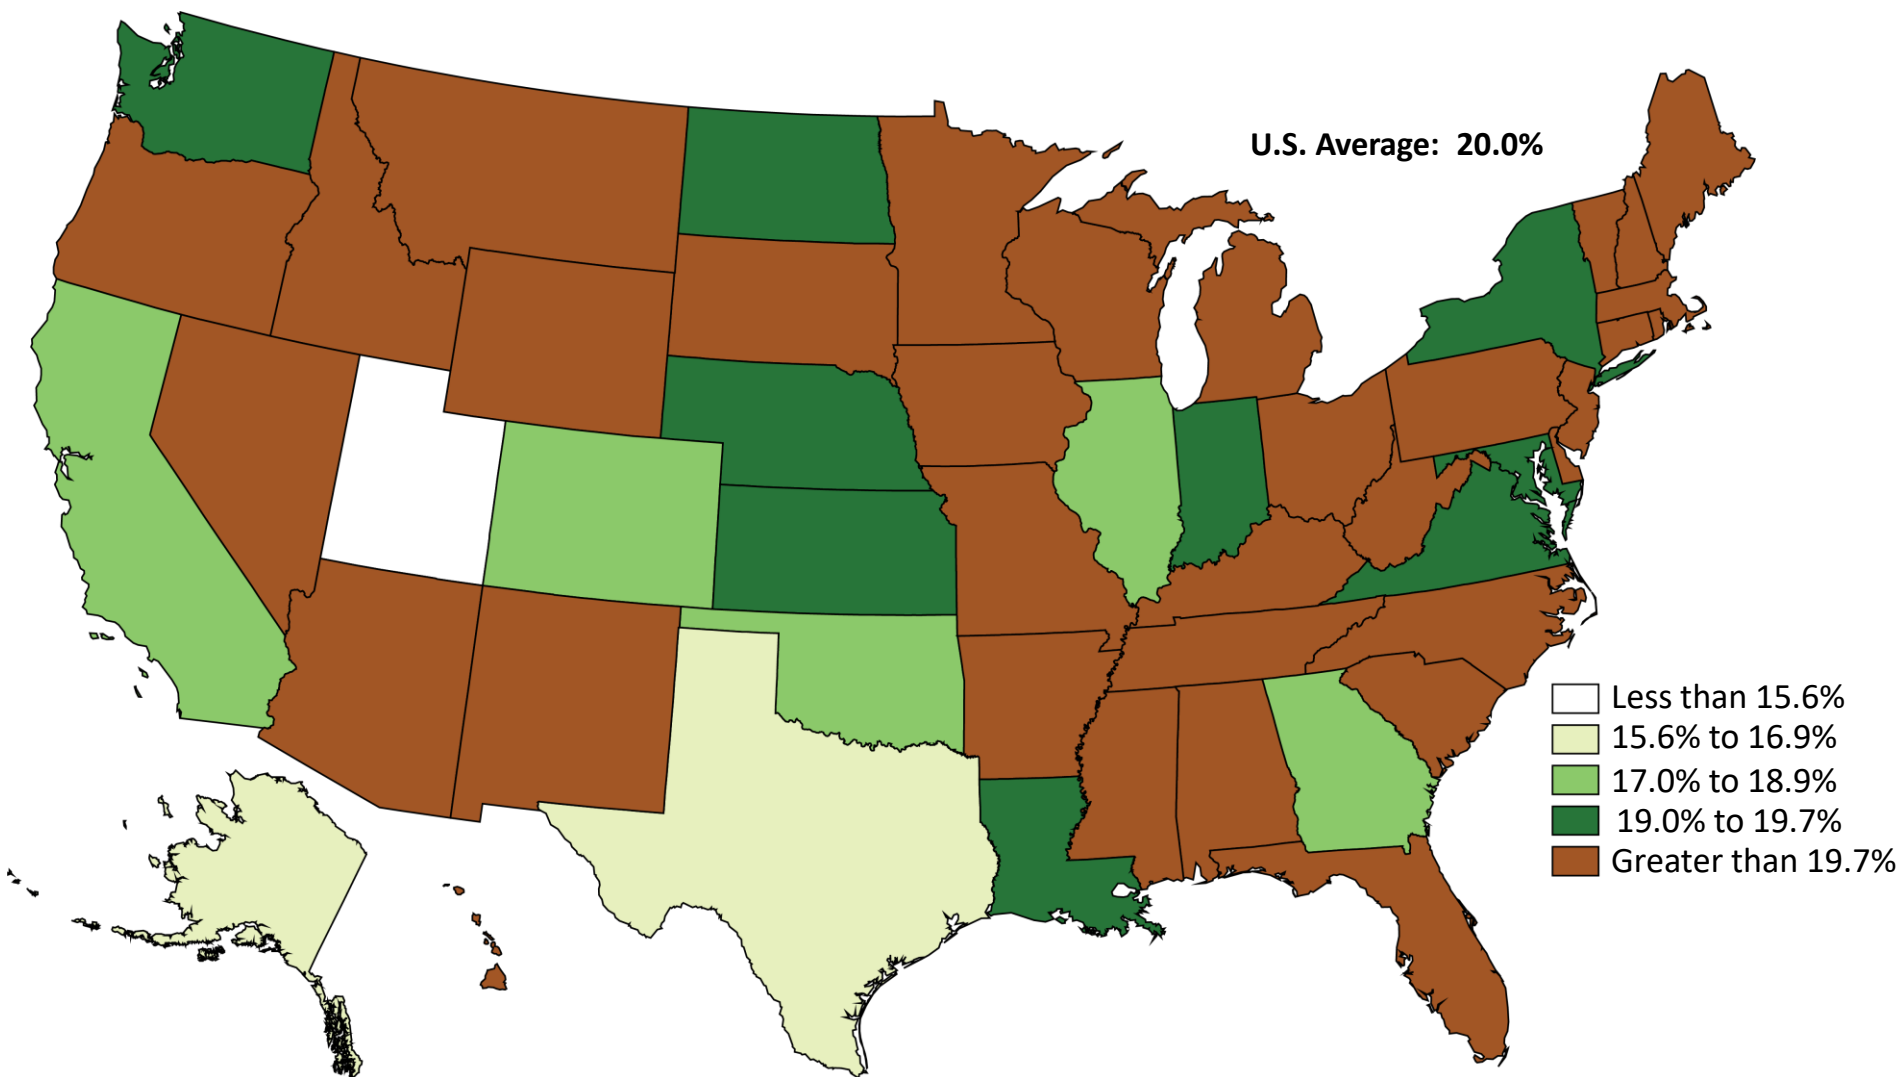 U.S. Average: 20.0%
Less than 15.6%
15.6% to 16.9%
17.0% to 18.9%
19.0% to 19.7%
Greater than 19.7%